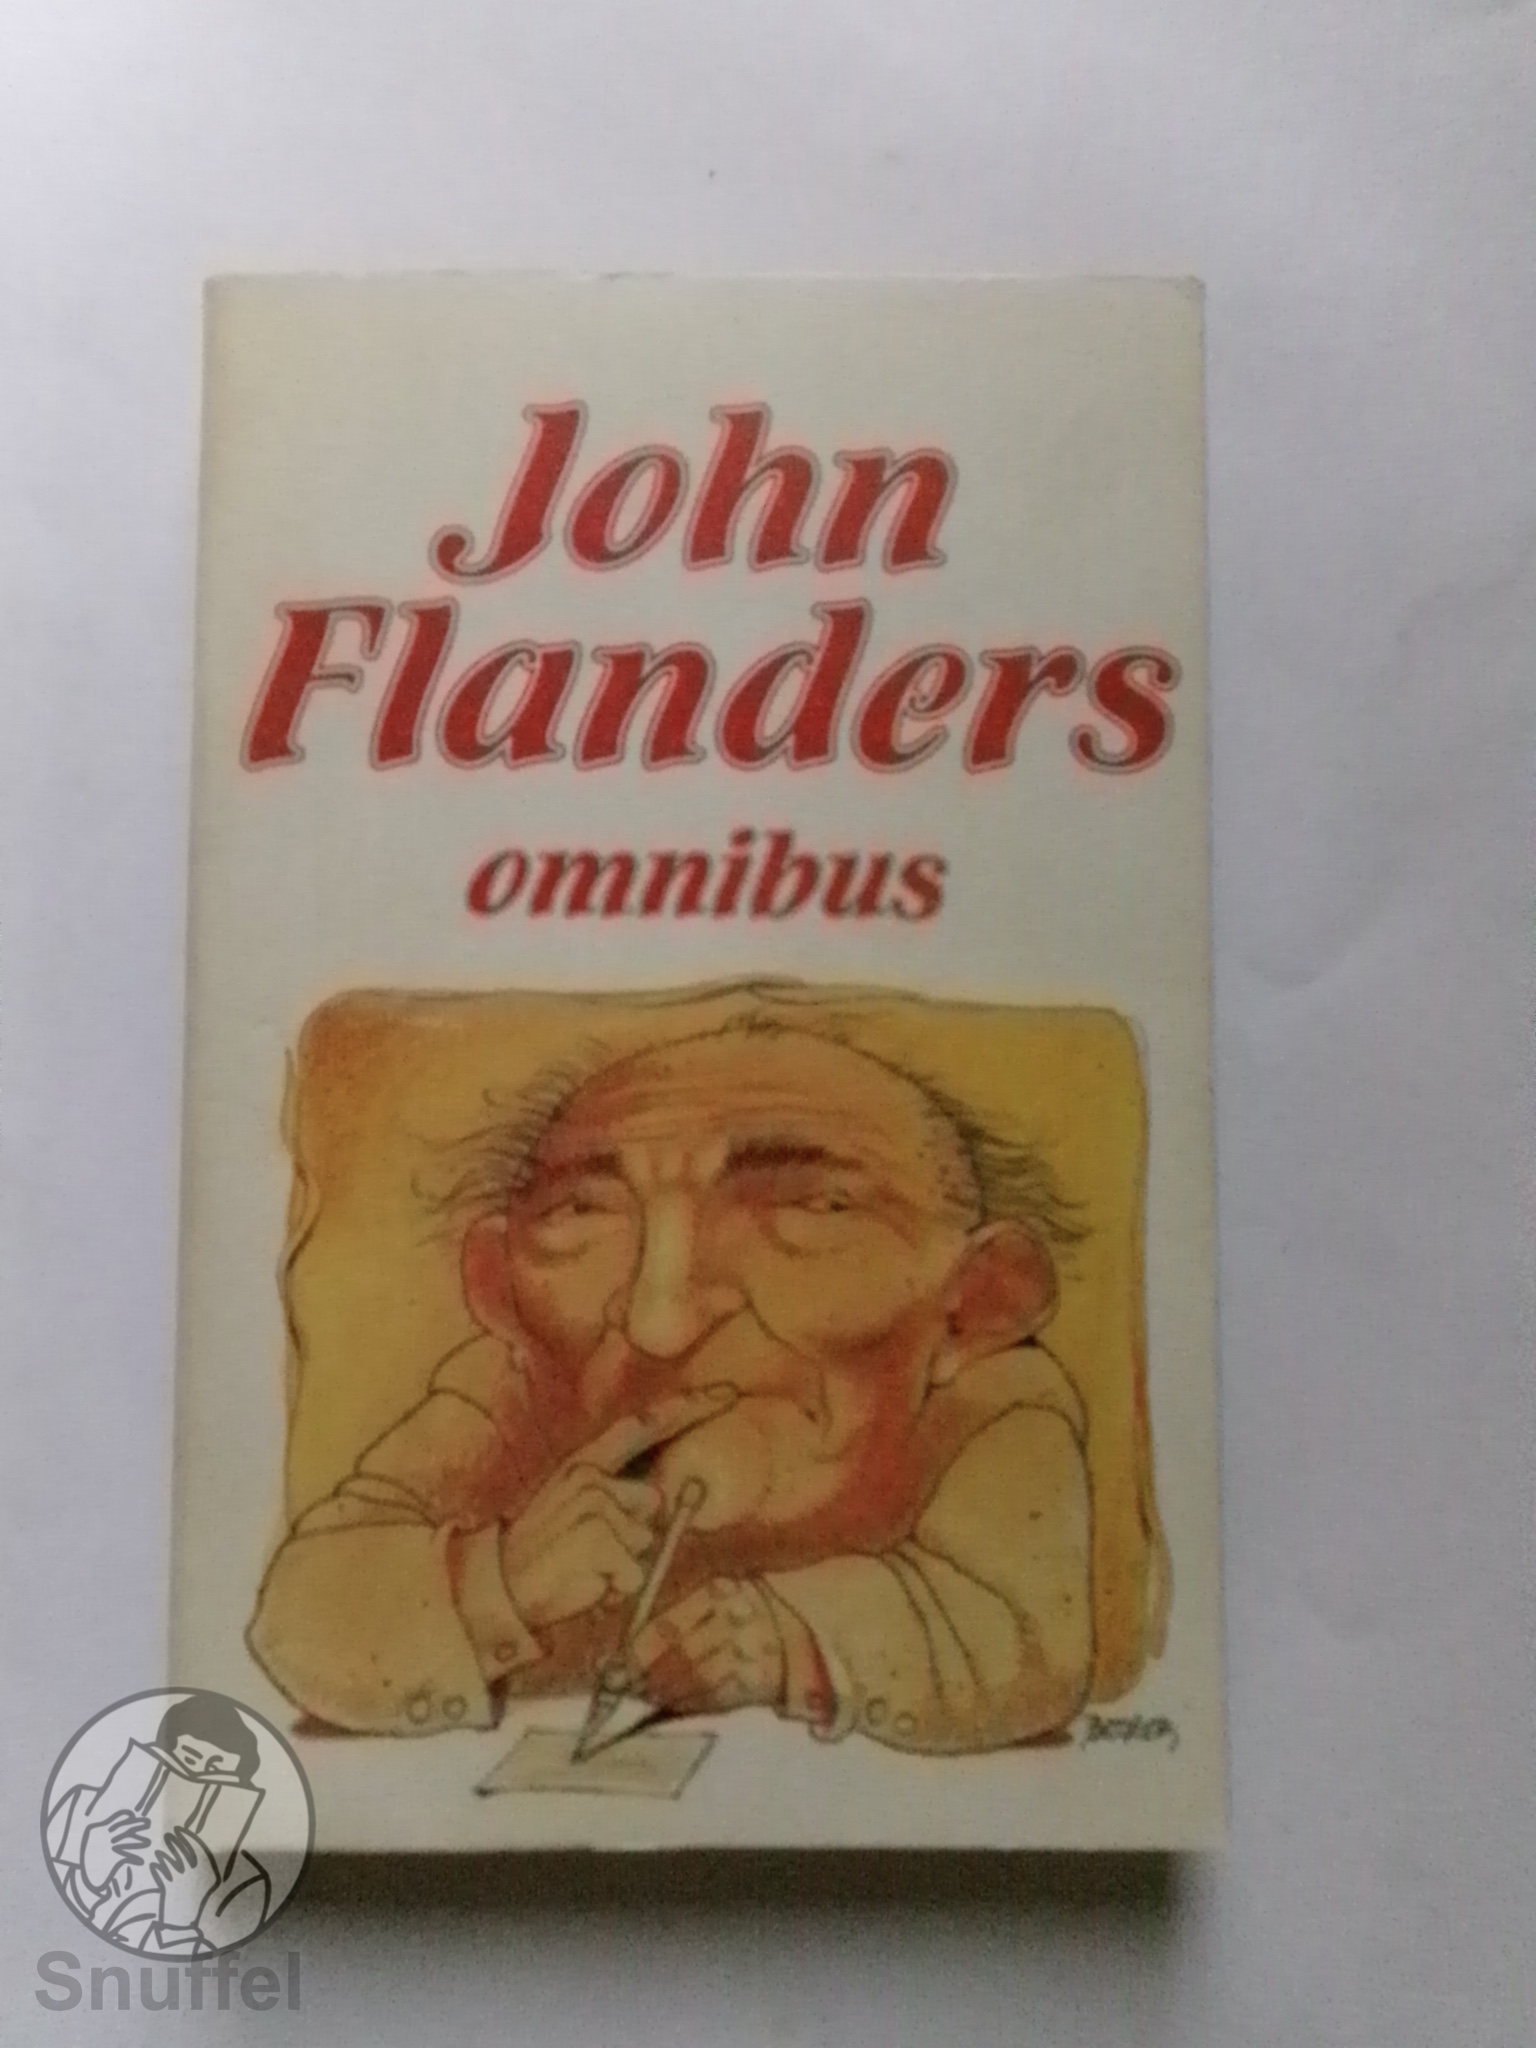 John
Flanders
omnibus
Snuffel